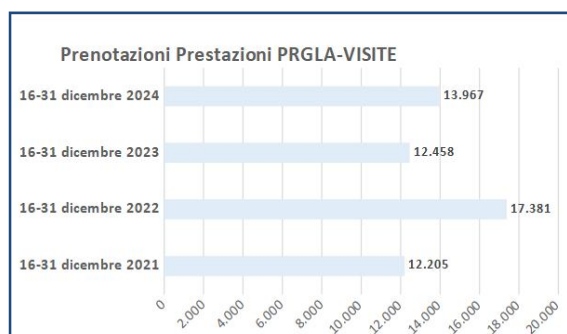 Prenotazioni Prestazioni PRGLA-VISITE
16-31 dicembre 2024 13.967
16-31 dicembre 2023 12.458
16-31 dicembre 2022 17.381
16-31 dicembre 2021 12.205
0 2.000 4.000 6.000 8.000 10.000 12.000 14.000 16.000 18.000 20.000